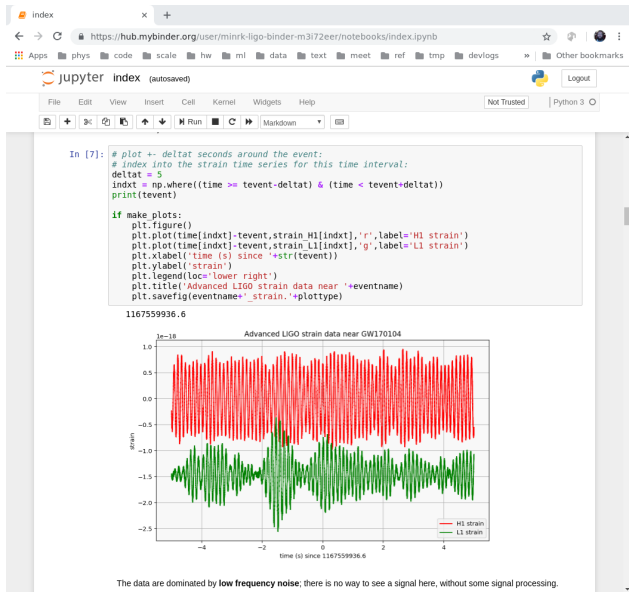 index
https://hub.mybinder.org/user/minrk-ligo-binder-m3i72eer/notebooks/index.ipynb
Apps phys code scale hw ml data text meet ref tmp devlogs » Other bookmarks
jupyter index (autosaved) Logout
File Edit View Insert Cell Kernel Widgets Help Not Trusted Python 3
Run Markdown
In [7]: # plot +- deltat seconds around the event:
# index into the strain time series for this time interval:
deltat = 5
indxt = np.where((time >= tevent-deltat) & (time < tevent+deltat))
print(tevent)
if make_plots:
plt.figure()
plt.plot(time[indxt]-tevent,strain_H1[indxt],'r',label='H1 strain')
plt.plot(time[indxt]-tevent,strain_L1[indxt],'g',label='L1 strain')
plt.xlabel('time (s) since '+str(tevent))
plt.ylabel('strain')
plt.legend(loc='lower right')
plt.title('Advanced LIGO strain data near '+eventname)
plt.savefig(eventname+'_strain.'+plottype)
1167559936.6
1e−18 Advanced LIGO strain data near GW170104
1.0
0.5
0.0
−0.5
−1.0
−1.5
−2.0
−2.5
strain
H1 strain
L1 strain
−4 −2 0 2 4
time (s) since 1167559936.6
The data are dominated by low frequency noise; there is no way to see a signal here, without some signal processing.